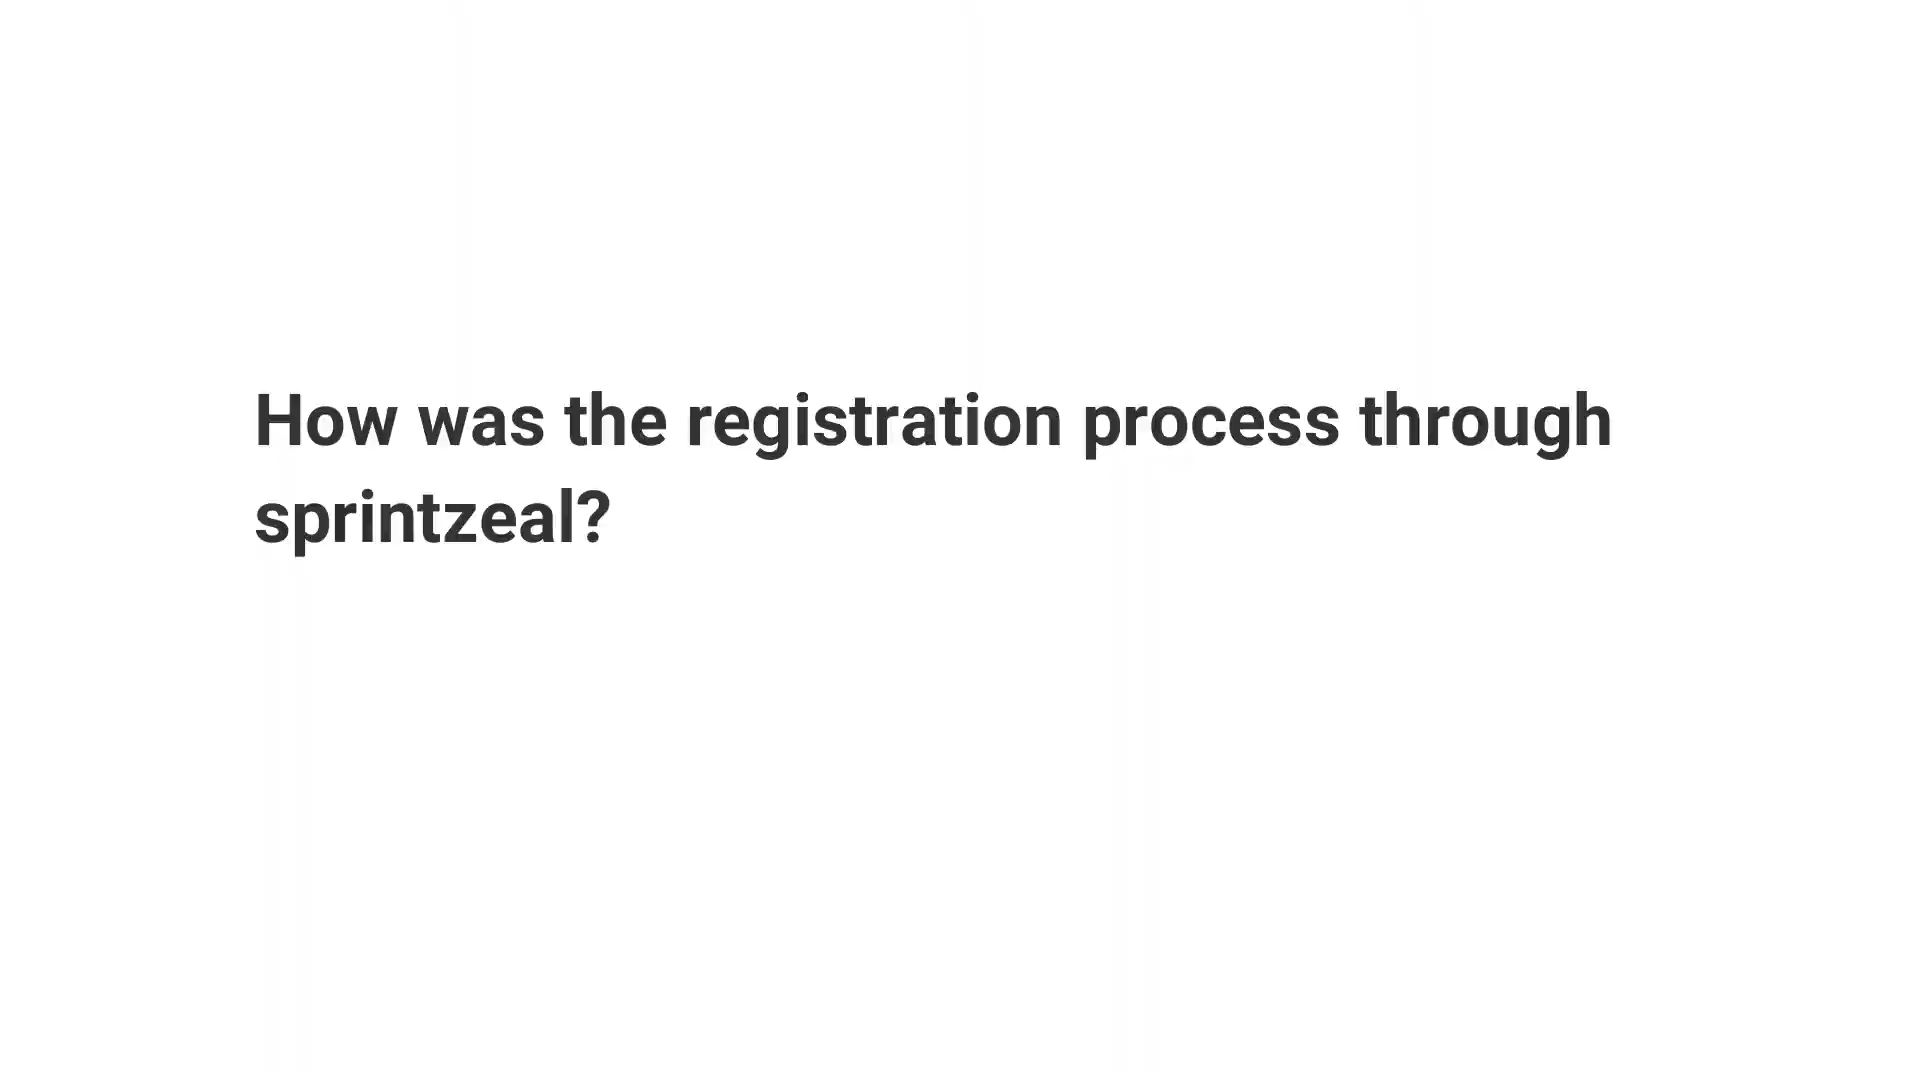 How was the registration process through
sprintzeal?